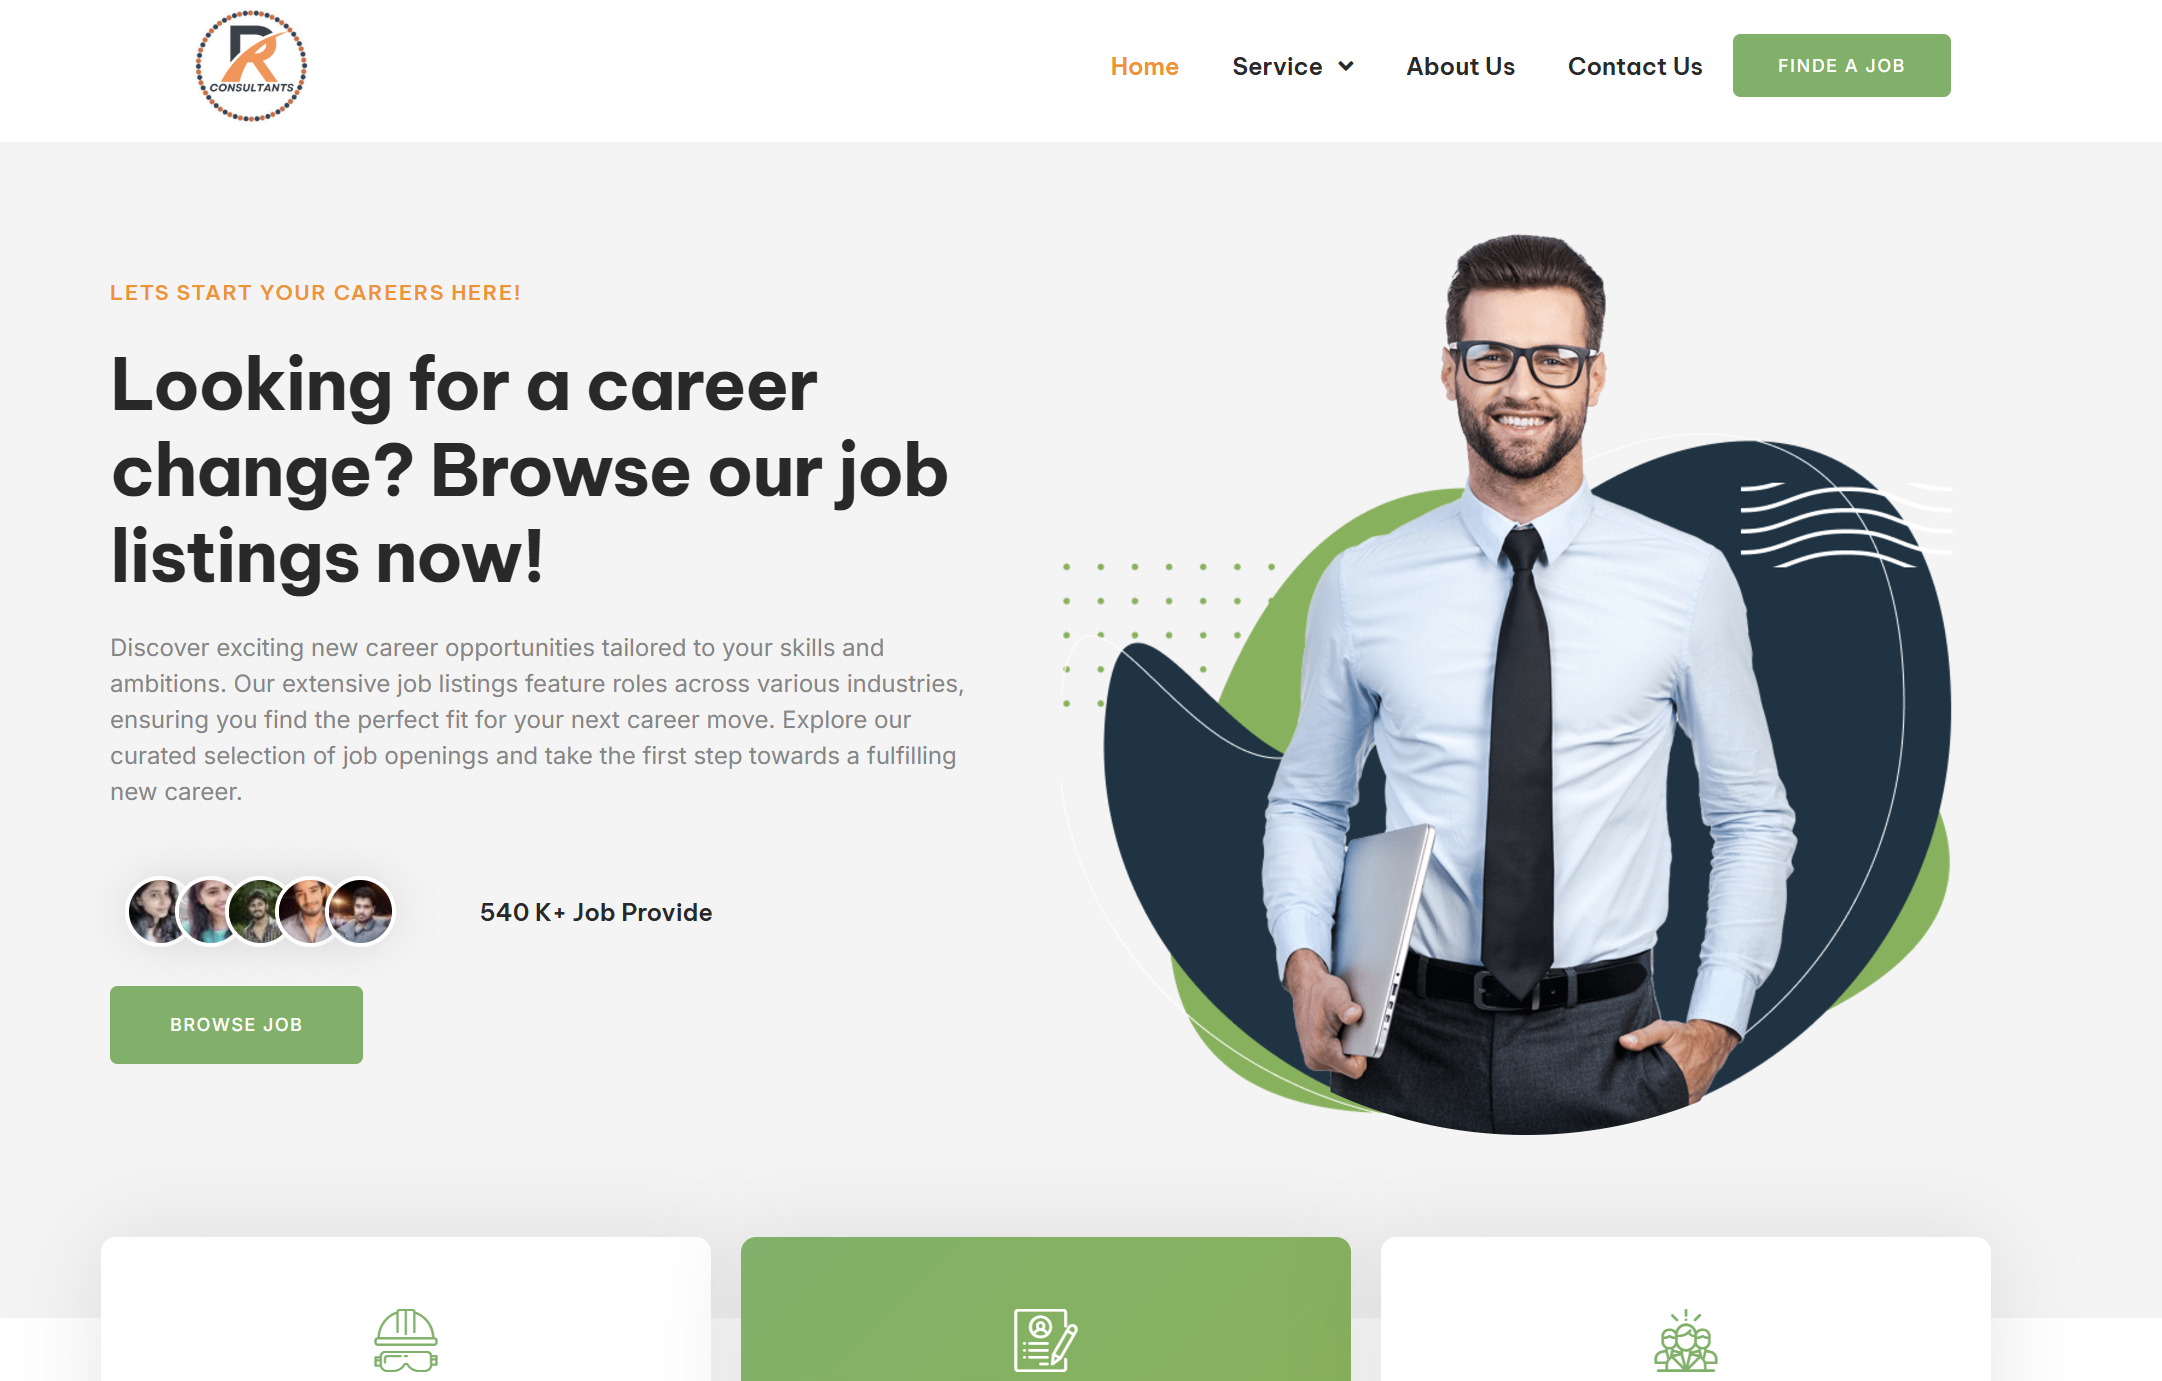 R
CONSULTANTS
Home
Service
About Us
Contact Us
FINDE A JOB
LETS START YOUR CAREERS HERE!
Looking for a career
change? Browse our job
listings now!
Discover exciting new career opportunities tailored to your skills and
ambitions. Our extensive job listings feature roles across various industries,
ensuring you find the perfect fit for your next career move. Explore our
curated selection of job openings and take the first step towards a fulfilling
new career.
540 K+ Job Provide
BROWSE JOB